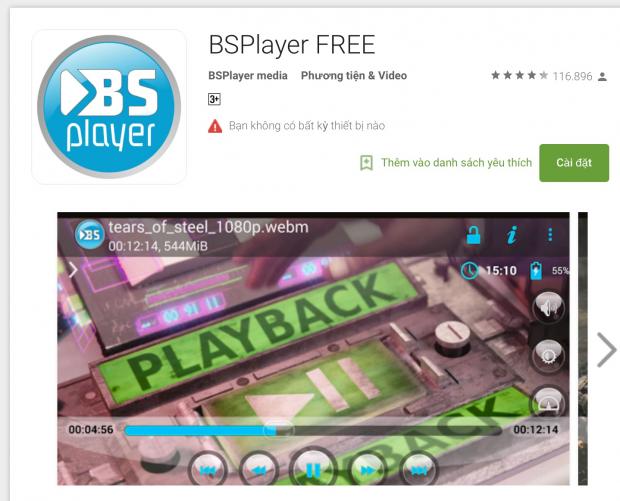 BSPlayer FREE
BSPlayer media Phương tiện & Video 116.896
3+
Bạn không có bất kỳ thiết bị nào
Thêm vào danh sách yêu thích Cài đặt
BS
player
BS tears_of_steel_1080p.webm
00:12:14, 544MiB
15:10 55%
PLAYBACK
PLAYBACK
00:04:56 00:12:14